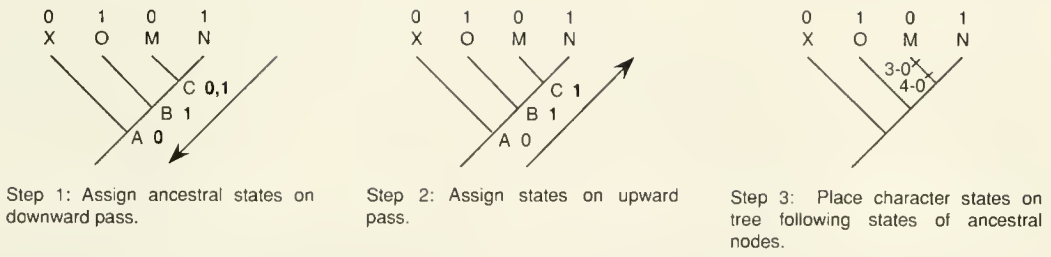 0 1 0 1
X O M N
C 0,1
B 1
A 0
Step 1: Assign ancestral states on
downward pass.
0 1 0 1
X O M N
C 1
B 1
A 0
Step 2: Assign states on upward
pass.
0 1 0 1
X O M N
3-0
4-0
Step 3: Place character states on
tree following states of ancestral
nodes.